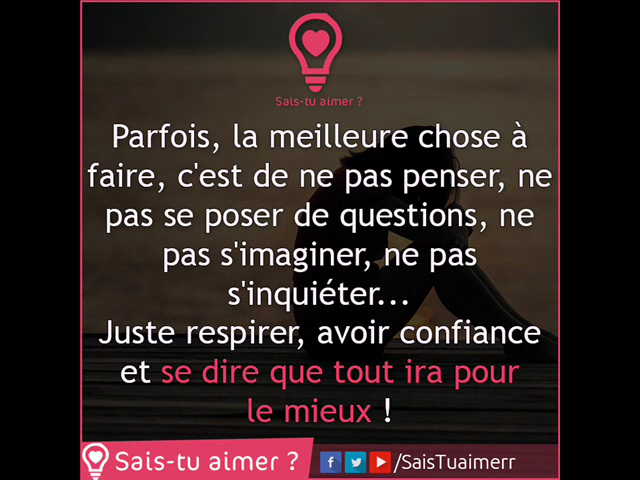 Sais-tu aimer ?
Parfois, la meilleure chose à
faire, c'est de ne pas penser, ne
pas se poser de questions, ne
pas s'imaginer, ne pas
s'inquiéter...
Juste respirer, avoir confiance
et se dire que tout ira pour
le mieux !
Sais-tu aimer ?
/SaisTuaimerr